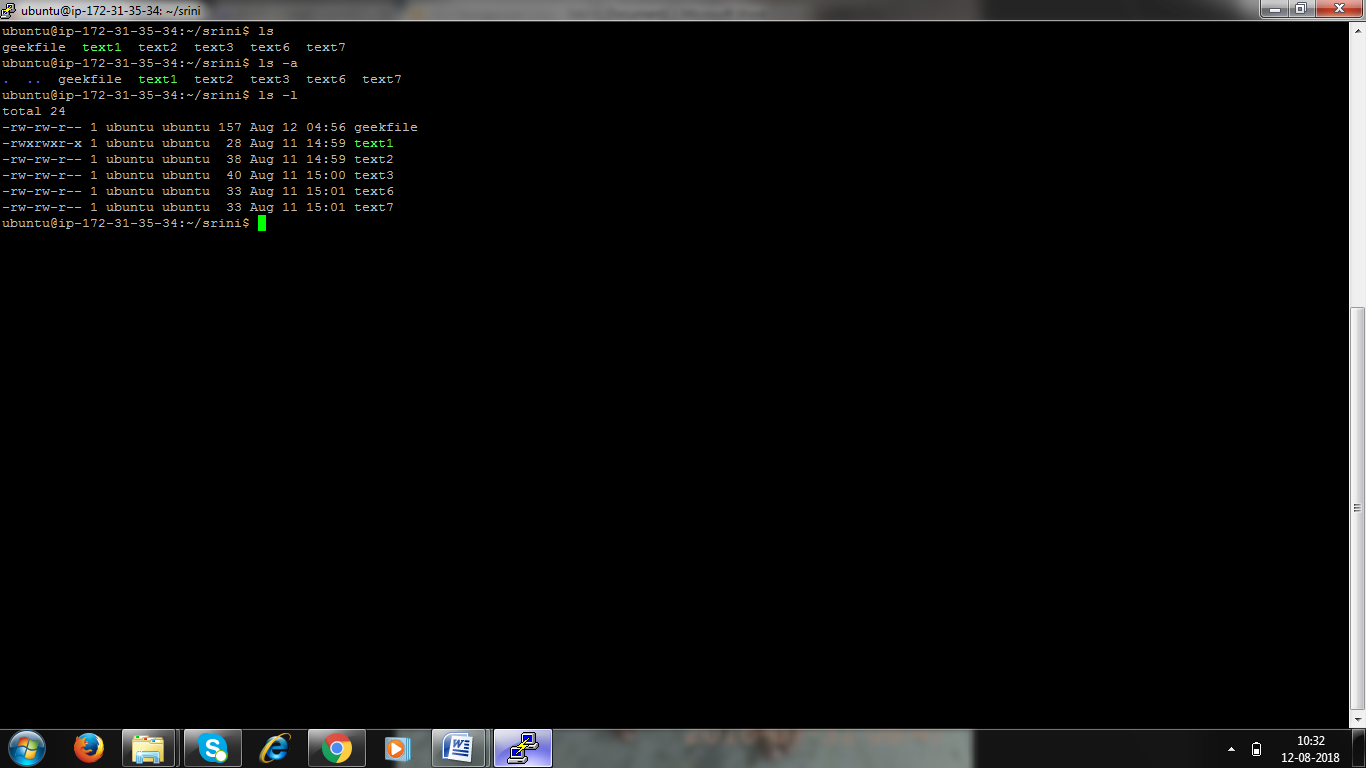 ubuntu@ip-172-31-35-34: ~/srini
ubuntu@ip-172-31-35-34:~/srini$ ls
geekfile  text1  text2  text3  text6  text7
ubuntu@ip-172-31-35-34:~/srini$ ls -a
.  ..  geekfile  text1  text2  text3  text6  text7
ubuntu@ip-172-31-35-34:~/srini$ ls -l
total 24
-rw-rw-r-- 1 ubuntu ubuntu 157 Aug 12 04:56 geekfile
-rwxrwxr-x 1 ubuntu ubuntu  28 Aug 11 14:59 text1
-rw-rw-r-- 1 ubuntu ubuntu  38 Aug 11 14:59 text2
-rw-rw-r-- 1 ubuntu ubuntu  40 Aug 11 15:00 text3
-rw-rw-r-- 1 ubuntu ubuntu  33 Aug 11 15:01 text6
-rw-rw-r-- 1 ubuntu ubuntu  33 Aug 11 15:01 text7
ubuntu@ip-172-31-35-34:~/srini$
10:32
12-08-2018